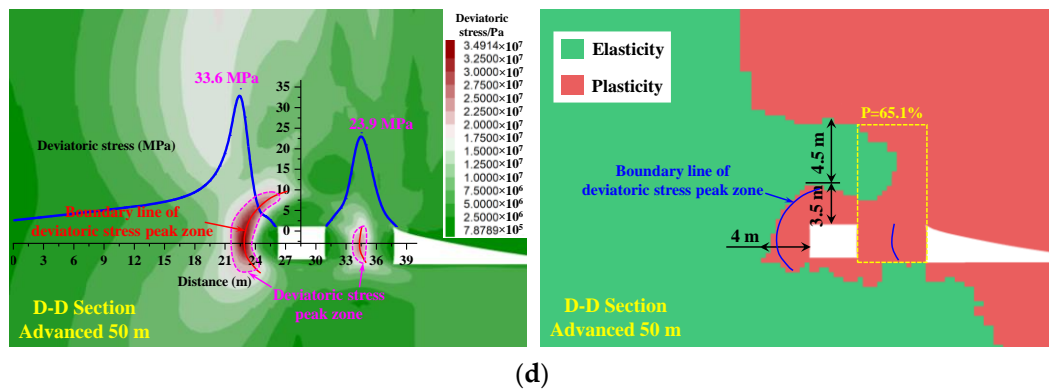 Deviatoric
stress/Pa
3.4914×10⁷
3.2500×10⁷
3.0000×10⁷
2.7500×10⁷
2.5000×10⁷
2.2500×10⁷
2.0000×10⁷
1.7500×10⁷
1.5000×10⁷
1.2500×10⁷
1.0000×10⁷
7.5000×10⁶
5.0000×10⁶
2.5000×10⁶
7.8789×10⁵
33.6 MPa
23.9 MPa
35
30
25
20
15
10
5
0
Deviatoric stress (MPa)
Boundary line of
deviatoric stress peak zone
0 3 6 9 12 15 18 21 24 27 30 33 36 39
Distance (m)
Deviatoric stress
peak zone
D-D Section
Advanced 50 m
Elasticity
Plasticity
P=65.1%
4.5 m
3.5 m
4 m
Boundary line of
deviatoric stress peak zone
D-D Section
Advanced 50 m
(d)